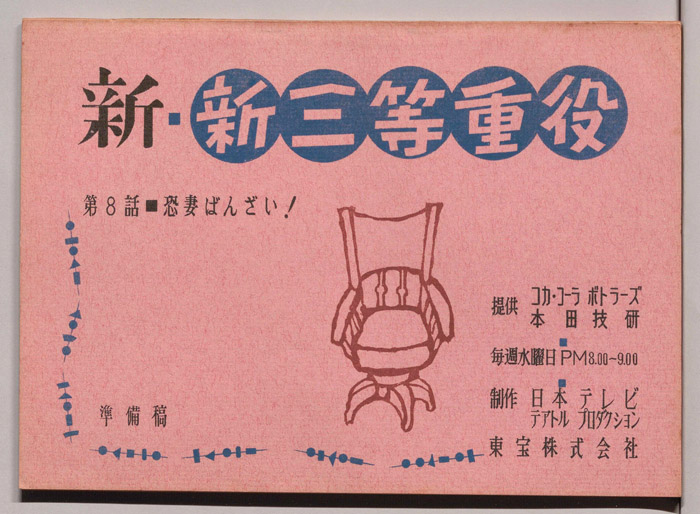 新・新三等重役
第8話■恐妻ばんざい!
提供 コカ・コーラ ボトラーズ
本田技研
毎週水曜日 PM8.00~9.00
制作 日本テレビ
テアトル プロダクション
東宝株式会社
準備稿